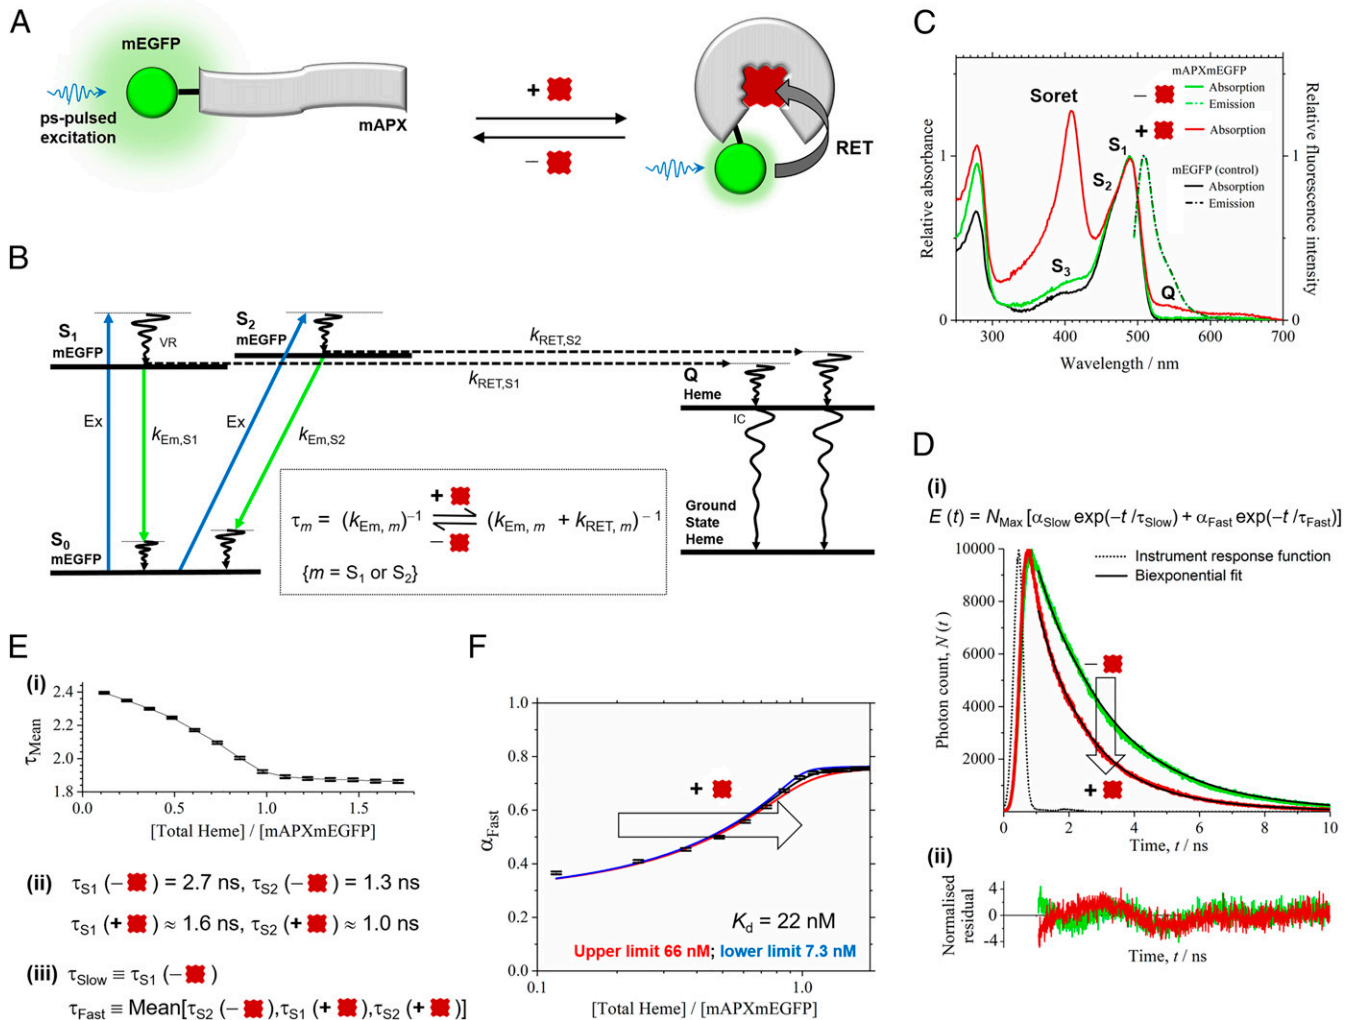 A
mEGFP
ps-pulsed
excitation
mAPX
+
−
RET
B
S1
mEGFP
VR
S2
mEGFP
kRET,S2
kRET,S1
Q
Heme
IC
Ex
kEm,S1
Ex
kEm,S2
S0
mEGFP
Ground
State
Heme
+
τm = (kEm, m)−1 (kEm, m + kRET, m)−1
−
{m = S1 or S2}
C
Relative absorbance
Relative fluorescence intensity
mAPXmEGFP
− Absorption
Emission
+ Absorption
mEGFP (control)
Absorption
Emission
Soret
S1
S2
S3
Q
1
0
1
0
300 400 500 600 700
Wavelength / nm
D
(i)
E (t) = NMax [αSlow exp(−t /τSlow) + αFast exp(−t /τFast)]
Instrument response function
Biexponential fit
Photon count, N (t)
10000
8000
6000
4000
2000
−
+
0 2 4 6 8 10
Time, t / ns
(ii)
Normalised
residual
4
0
-4
Time, t / ns
E
(i)
τMean
2.4
2.2
2.0
1.8
0.0 0.5 1.0 1.5
[Total Heme] / [mAPXmEGFP]
(ii) τS1 (− ) = 2.7 ns, τS2 (− ) = 1.3 ns
τS1 (+ ) ≈ 1.6 ns, τS2 (+ ) ≈ 1.0 ns
(iii) τSlow ≡ τS1 (− )
τFast ≡ Mean[τS2 (− ),τS1 (+ ),τS2 (+ )]
F
αFast
1.0
0.8
0.6
0.4
0.2
0.0
+
Kd = 22 nM
Upper limit 66 nM; lower limit 7.3 nM
0.1 1.0
[Total Heme] / [mAPXmEGFP]